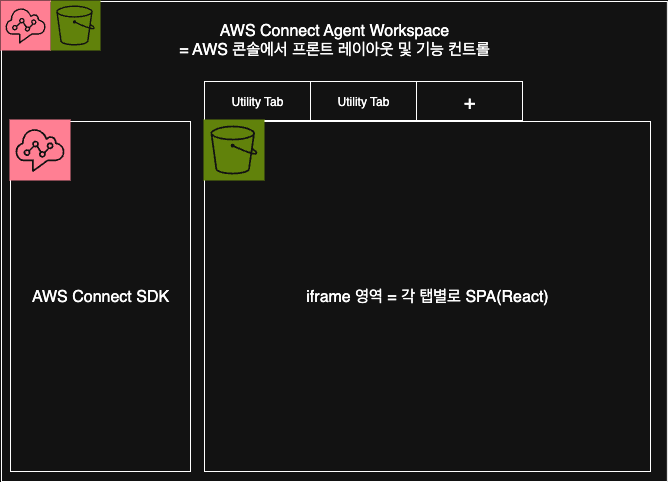 AWS Connect Agent Workspace
= AWS 콘솔에서 프론트 레이아웃 및 기능 컨트롤
Utility Tab
Utility Tab
+
AWS Connect SDK
iframe 영역 = 각 탭별로 SPA(React)